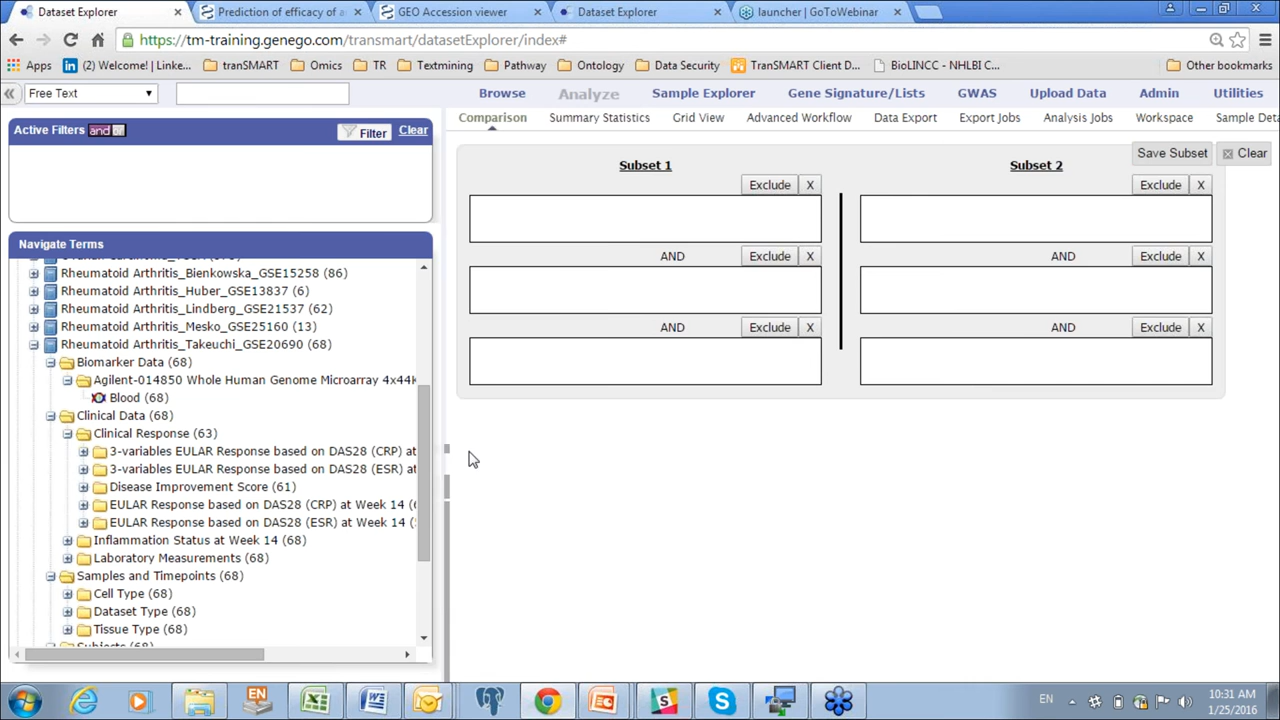 Dataset Explorer
Prediction of efficacy of an
GEO Accession viewer
Dataset Explorer
launcher | GoToWebinar
https://tm-training.genego.com/transmart/datasetExplorer/index#
Apps
(2) Welcome! | Linke...
tranSMART
Omics
TR
Textmining
Pathway
Ontology
Data Security
TranSMART Client D...
BioLINCC - NHLBI C...
Other bookmarks
Free Text
Browse
Analyze
Sample Explorer
Gene Signature/Lists
GWAS
Upload Data
Admin
Utilities
Comparison
Summary Statistics
Grid View
Advanced Workflow
Data Export
Export Jobs
Analysis Jobs
Workspace
Sample Deta
Active Filters and or
Filter
Clear
Save Subset
Clear
Subset 1
Subset 2
Exclude X
Exclude X
AND Exclude X
AND Exclude X
AND Exclude X
AND Exclude X
Navigate Terms
Rheumatoid Arthritis_Bienkowska_GSE15258 (86)
Rheumatoid Arthritis_Huber_GSE13837 (6)
Rheumatoid Arthritis_Lindberg_GSE21537 (62)
Rheumatoid Arthritis_Mesko_GSE25160 (13)
Rheumatoid Arthritis_Takeuchi_GSE20690 (68)
Biomarker Data (68)
Agilent-014850 Whole Human Genome Microarray 4x44K
Blood (68)
Clinical Data (68)
Clinical Response (63)
3-variables EULAR Response based on DAS28 (CRP) at
3-variables EULAR Response based on DAS28 (ESR) at
Disease Improvement Score (61)
EULAR Response based on DAS28 (CRP) at Week 14 (
EULAR Response based on DAS28 (ESR) at Week 14 (
Inflammation Status at Week 14 (68)
Laboratory Measurements (68)
Samples and Timepoints (68)
Cell Type (68)
Dataset Type (68)
Tissue Type (68)
Subjects (68)
EN
EN
10:31 AM
1/25/2016